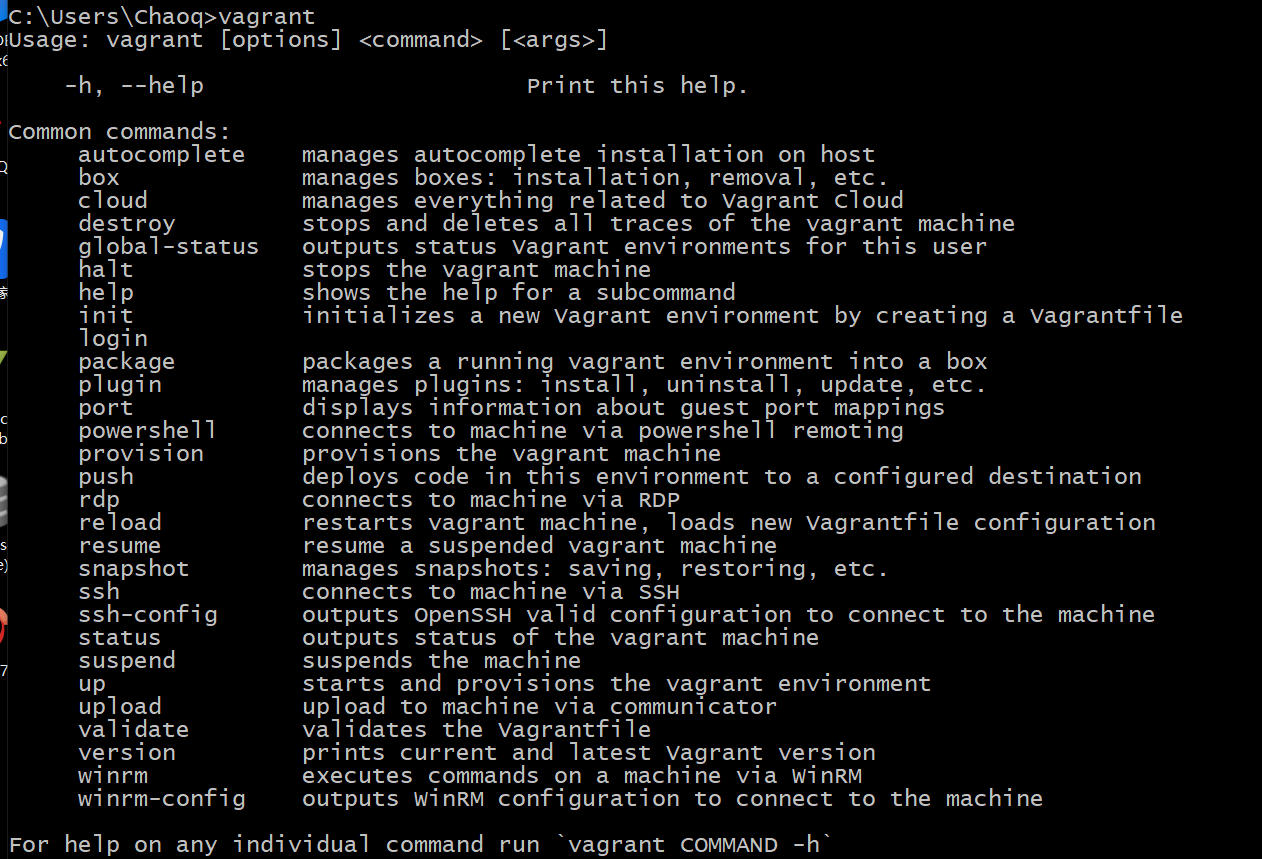 C:\Users\Chaoq>vagrant
Usage: vagrant [options] <command> [<args>]
-h, --help                       Print this help.
Common commands:
autocomplete    manages autocomplete installation on host
box             manages boxes: installation, removal, etc.
cloud           manages everything related to Vagrant Cloud
destroy         stops and deletes all traces of the vagrant machine
global-status   outputs status Vagrant environments for this user
halt            stops the vagrant machine
help            shows the help for a subcommand
init            initializes a new Vagrant environment by creating a Vagrantfile
login
package         packages a running vagrant environment into a box
plugin          manages plugins: install, uninstall, update, etc.
port            displays information about guest port mappings
powershell      connects to machine via powershell remoting
provision       provisions the vagrant machine
push            deploys code in this environment to a configured destination
rdp             connects to machine via RDP
reload          restarts vagrant machine, loads new Vagrantfile configuration
resume          resume a suspended vagrant machine
snapshot        manages snapshots: saving, restoring, etc.
ssh             connects to machine via SSH
ssh-config      outputs OpenSSH valid configuration to connect to the machine
status          outputs status of the vagrant machine
suspend         suspends the machine
up              starts and provisions the vagrant environment
upload          upload to machine via communicator
validate        validates the Vagrantfile
version         prints current and latest Vagrant version
winrm           executes commands on a machine via WinRM
winrm-config    outputs WinRM configuration to connect to the machine
For help on any individual command run `vagrant COMMAND -h`